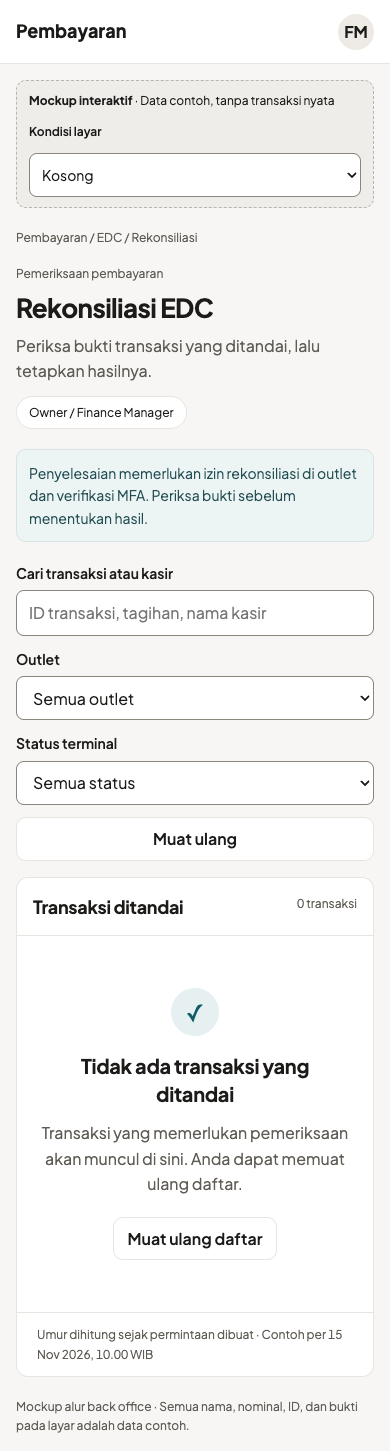 Pembayaran
FM
Mockup interaktif · Data contoh, tanpa transaksi nyata
Kondisi layar
Kosong
Pembayaran / EDC / Rekonsiliasi
Pemeriksaan pembayaran
Rekonsiliasi EDC
Periksa bukti transaksi yang ditandai, lalu
tetapkan hasilnya.
Owner / Finance Manager
Penyelesaian memerlukan izin rekonsiliasi di outlet
dan verifikasi MFA. Periksa bukti sebelum
menentukan hasil.
Cari transaksi atau kasir
ID transaksi, tagihan, nama kasir
Outlet
Semua outlet
Status terminal
Semua status
Muat ulang
Transaksi ditandai
0 transaksi
Tidak ada transaksi yang
ditandai
Transaksi yang memerlukan pemeriksaan
akan muncul di sini. Anda dapat memuat
ulang daftar.
Muat ulang daftar
Umur dihitung sejak permintaan dibuat · Contoh per 15
Nov 2026, 10.00 WIB
Mockup alur back office · Semua nama, nominal, ID, dan bukti
pada layar adalah data contoh.